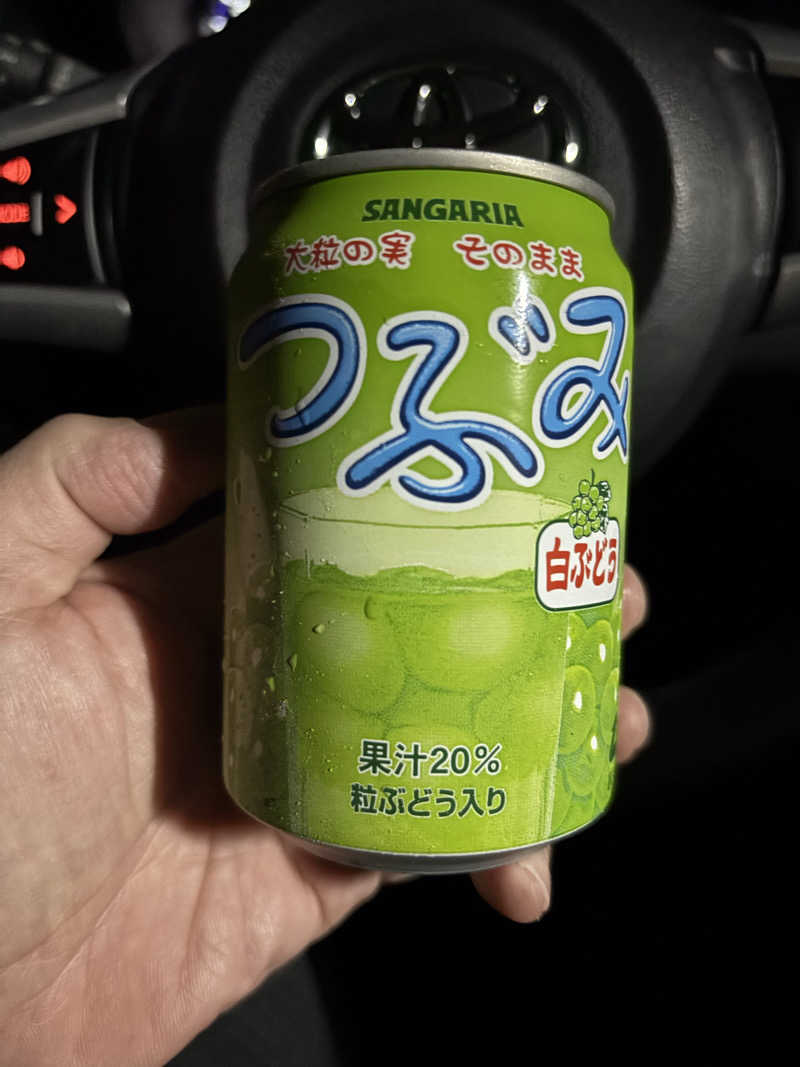 SANGARIA
大粒の実 そのまま
つぶみ
白ぶどう
果汁20%
粒ぶどう入り